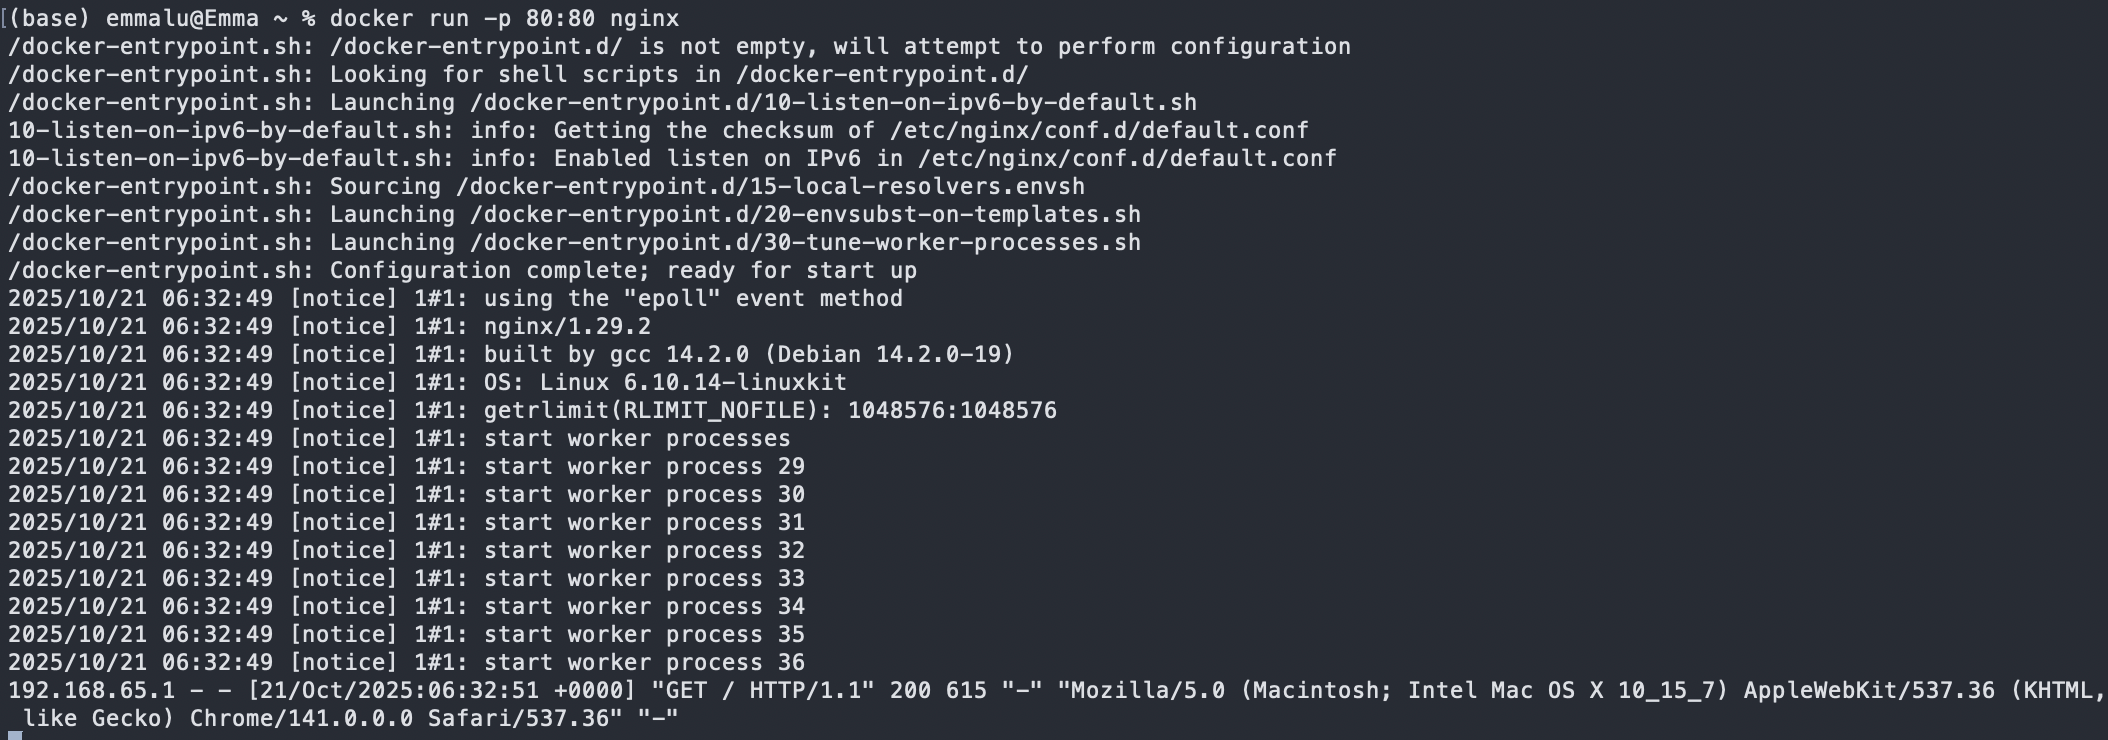 [(base) emmalu@Emma ~ % docker run -p 80:80 nginx
/docker-entrypoint.sh: /docker-entrypoint.d/ is not empty, will attempt to perform configuration
/docker-entrypoint.sh: Looking for shell scripts in /docker-entrypoint.d/
/docker-entrypoint.sh: Launching /docker-entrypoint.d/10-listen-on-ipv6-by-default.sh
10-listen-on-ipv6-by-default.sh: info: Getting the checksum of /etc/nginx/conf.d/default.conf
10-listen-on-ipv6-by-default.sh: info: Enabled listen on IPv6 in /etc/nginx/conf.d/default.conf
/docker-entrypoint.sh: Sourcing /docker-entrypoint.d/15-local-resolvers.envsh
/docker-entrypoint.sh: Launching /docker-entrypoint.d/20-envsubst-on-templates.sh
/docker-entrypoint.sh: Launching /docker-entrypoint.d/30-tune-worker-processes.sh
/docker-entrypoint.sh: Configuration complete; ready for start up
2025/10/21 06:32:49 [notice] 1#1: using the "epoll" event method
2025/10/21 06:32:49 [notice] 1#1: nginx/1.29.2
2025/10/21 06:32:49 [notice] 1#1: built by gcc 14.2.0 (Debian 14.2.0-19)
2025/10/21 06:32:49 [notice] 1#1: OS: Linux 6.10.14-linuxkit
2025/10/21 06:32:49 [notice] 1#1: getrlimit(RLIMIT_NOFILE): 1048576:1048576
2025/10/21 06:32:49 [notice] 1#1: start worker processes
2025/10/21 06:32:49 [notice] 1#1: start worker process 29
2025/10/21 06:32:49 [notice] 1#1: start worker process 30
2025/10/21 06:32:49 [notice] 1#1: start worker process 31
2025/10/21 06:32:49 [notice] 1#1: start worker process 32
2025/10/21 06:32:49 [notice] 1#1: start worker process 33
2025/10/21 06:32:49 [notice] 1#1: start worker process 34
2025/10/21 06:32:49 [notice] 1#1: start worker process 35
2025/10/21 06:32:49 [notice] 1#1: start worker process 36
192.168.65.1 - - [21/Oct/2025:06:32:51 +0000] "GET / HTTP/1.1" 200 615 "-" "Mozilla/5.0 (Macintosh; Intel Mac OS X 10_15_7) AppleWebKit/537.36 (KHTML,
 like Gecko) Chrome/141.0.0.0 Safari/537.36" "-"